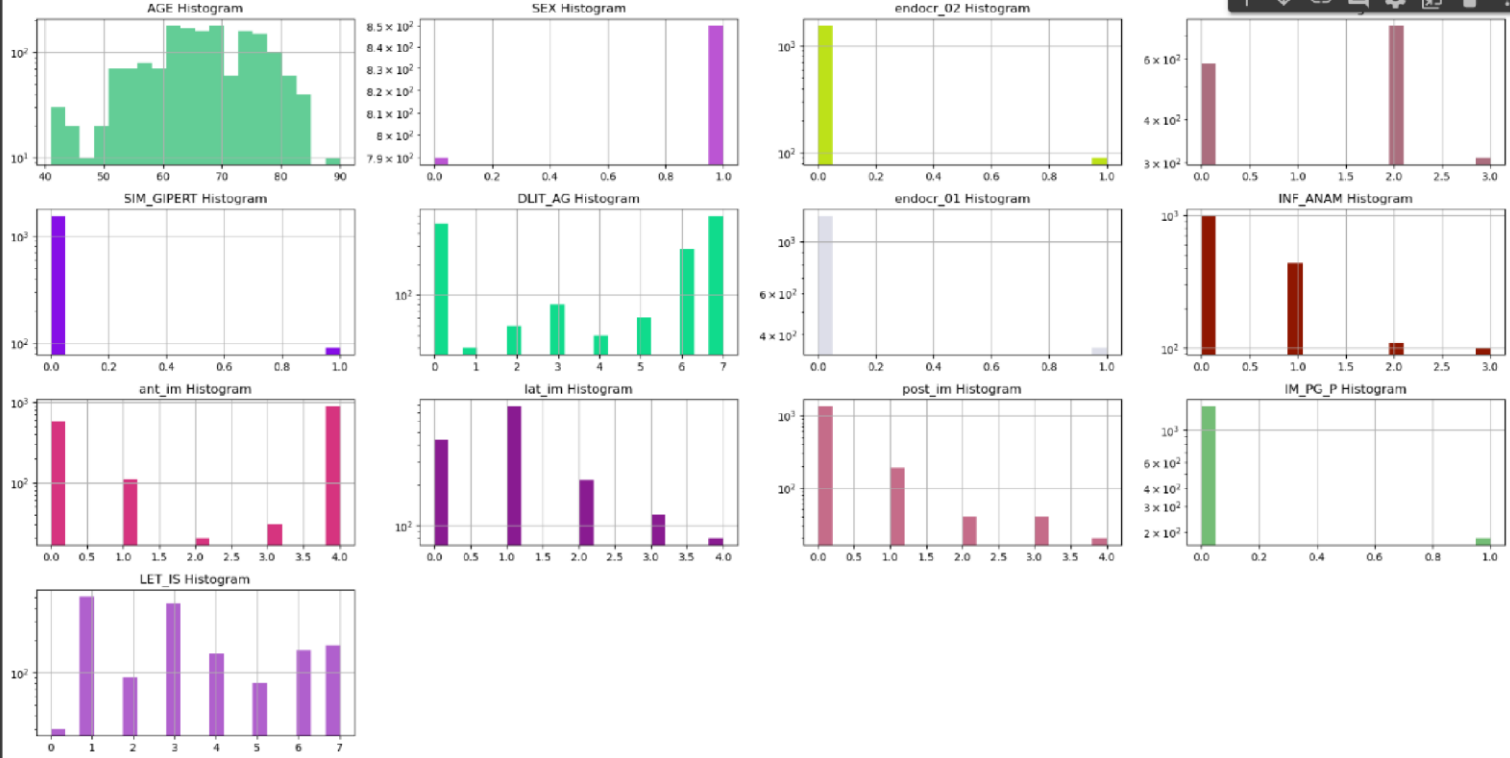 AGE Histogram
10²
10¹
40 50 60 70 80 90
SEX Histogram
8.5 × 10²
8.4 × 10²
8.3 × 10²
8.2 × 10²
8.1 × 10²
8 × 10²
7.9 × 10²
0.0 0.2 0.4 0.6 0.8 1.0
endocr_02 Histogram
10³
10²
0.0 0.2 0.4 0.6 0.8 1.0
6 × 10²
4 × 10²
3 × 10²
0.0 0.5 1.0 1.5 2.0 2.5 3.0
SIM_GIPERT Histogram
10³
10²
0.0 0.2 0.4 0.6 0.8 1.0
DLIT_AG Histogram
10²
0 1 2 3 4 5 6 7
endocr_01 Histogram
10³
6 × 10²
4 × 10²
0.0 0.2 0.4 0.6 0.8 1.0
INF_ANAM Histogram
10³
10²
0.0 0.5 1.0 1.5 2.0 2.5 3.0
ant_im Histogram
10³
10²
0.0 0.5 1.0 1.5 2.0 2.5 3.0 3.5 4.0
lat_im Histogram
10²
0.0 0.5 1.0 1.5 2.0 2.5 3.0 3.5 4.0
post_im Histogram
10³
10²
0.0 0.5 1.0 1.5 2.0 2.5 3.0 3.5 4.0
IM_PG_P Histogram
10³
6 × 10²
4 × 10²
3 × 10²
2 × 10²
0.0 0.2 0.4 0.6 0.8 1.0
LET_IS Histogram
10²
0 1 2 3 4 5 6 7